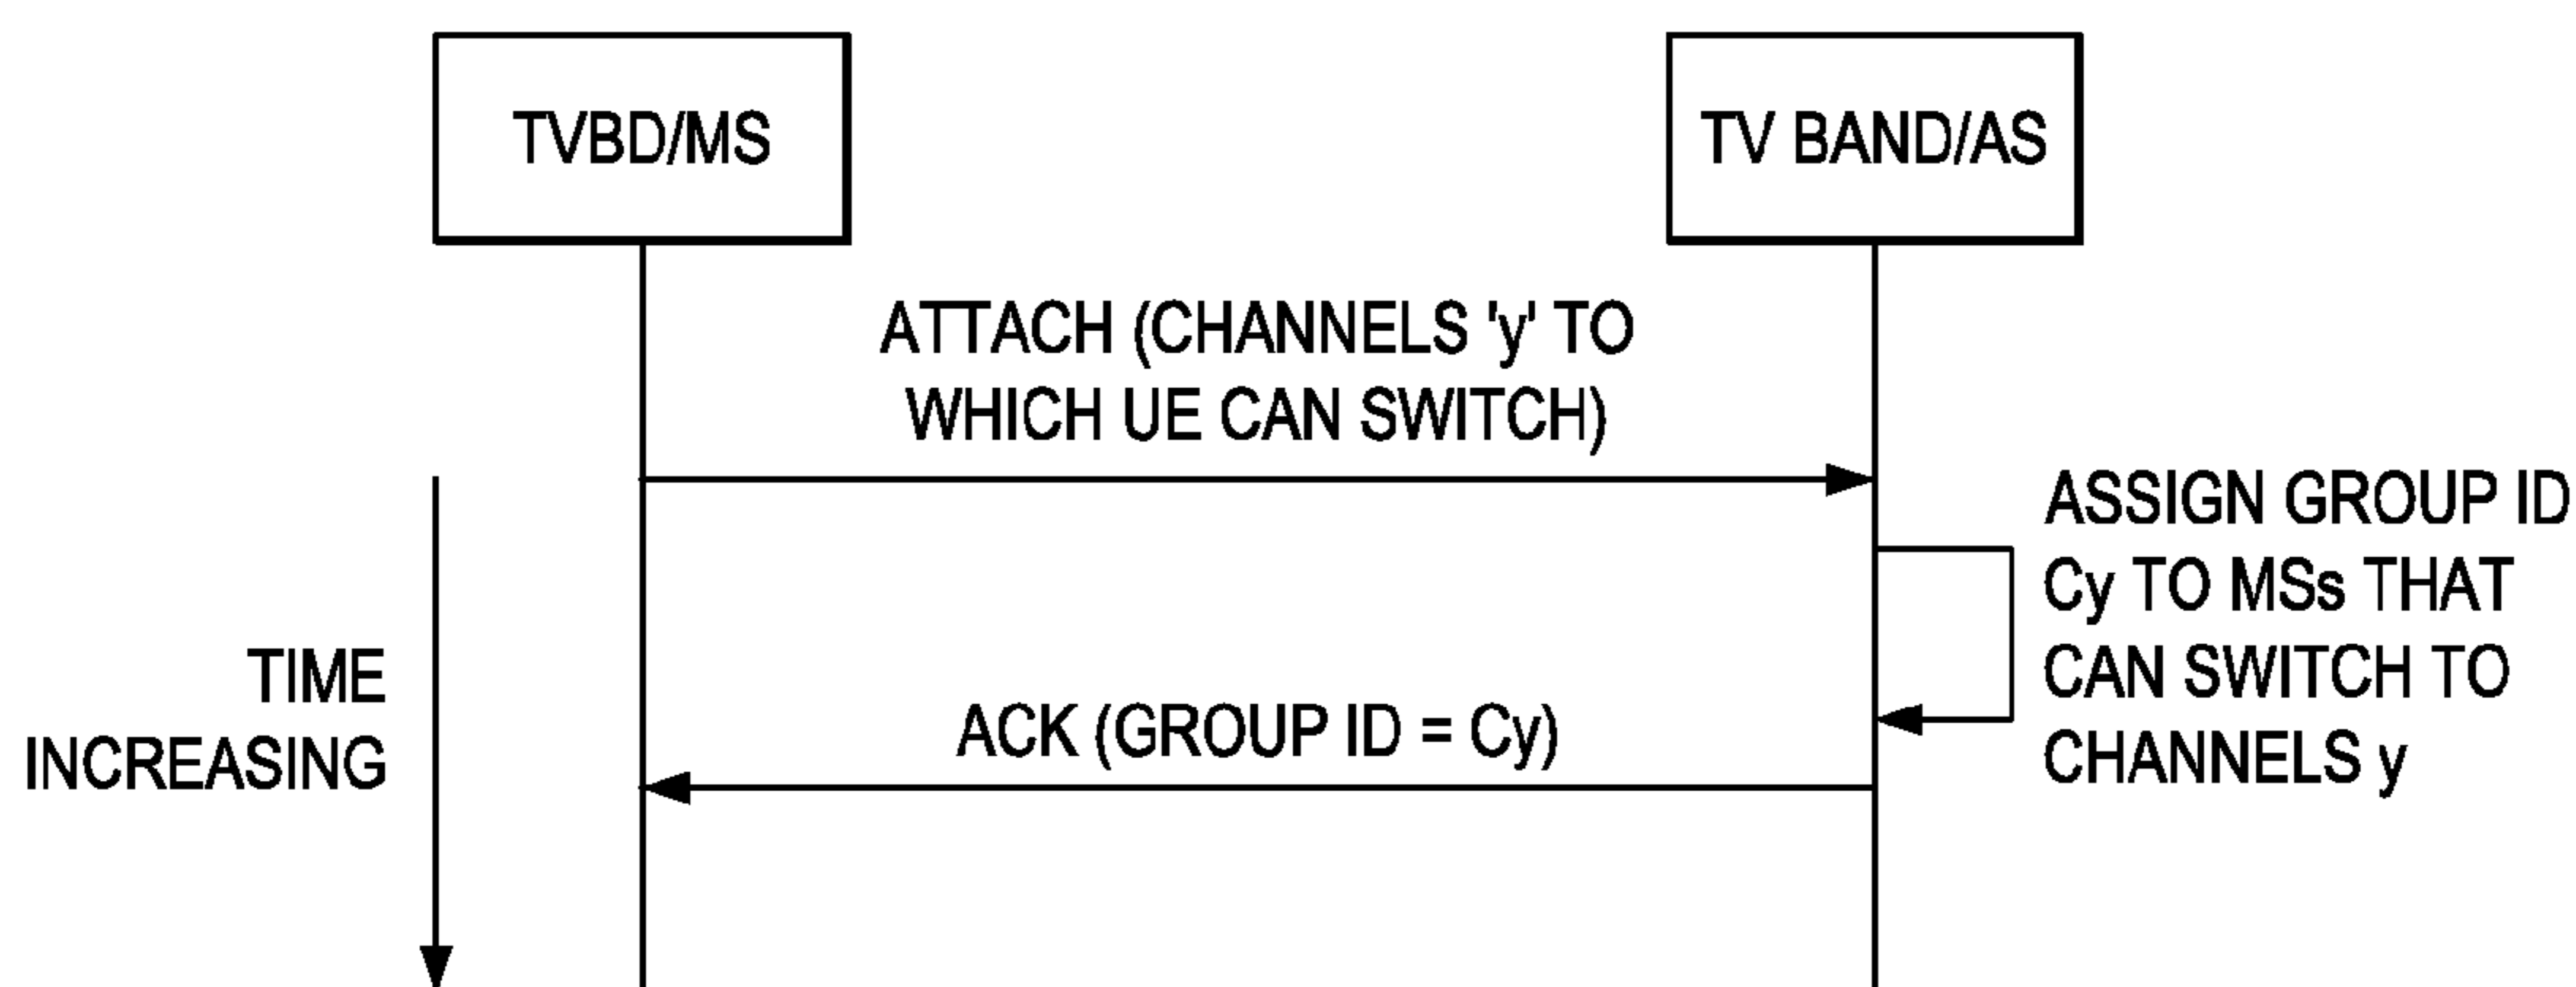 TVBD/MS
TV BAND/AS
ATTACH (CHANNELS 'y' TO
WHICH UE CAN SWITCH)
ASSIGN GROUP ID
Cy TO MSs THAT
CAN SWITCH TO
CHANNELS y
TIME
INCREASING
ACK (GROUP ID = Cy)